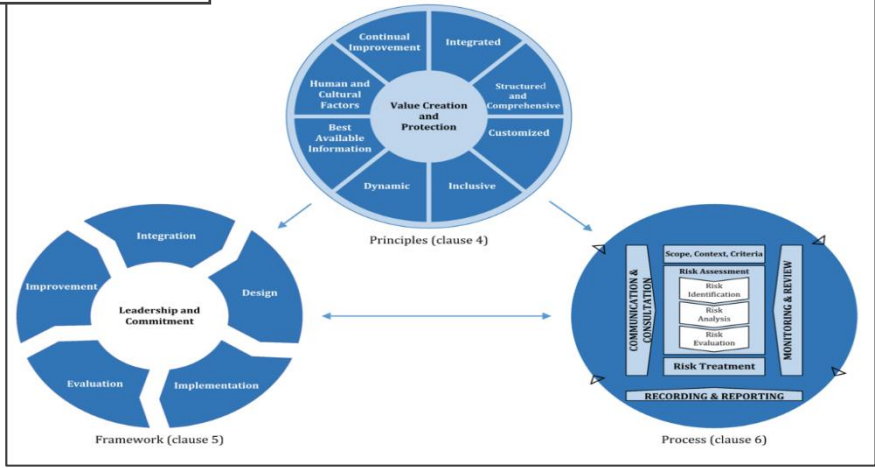 Continual
Improvement
Integrated
Human and
Cultural
Factors
Structured
and
Comprehensive
Value Creation
and
Protection
Best
Available
Information
Customized
Dynamic
Inclusive
Principles (clause 4)
Integration
Improvement
Design
Leadership and
Commitment
Evaluation
Implementation
Framework (clause 5)
Scope, Context, Criteria
Risk Assessment
Risk
Identification
Risk
Analysis
Risk
Evaluation
COMMUNICATION &
CONSULTATION
MONITORING & REVIEW
Risk Treatment
RECORDING & REPORTING
Process (clause 6)